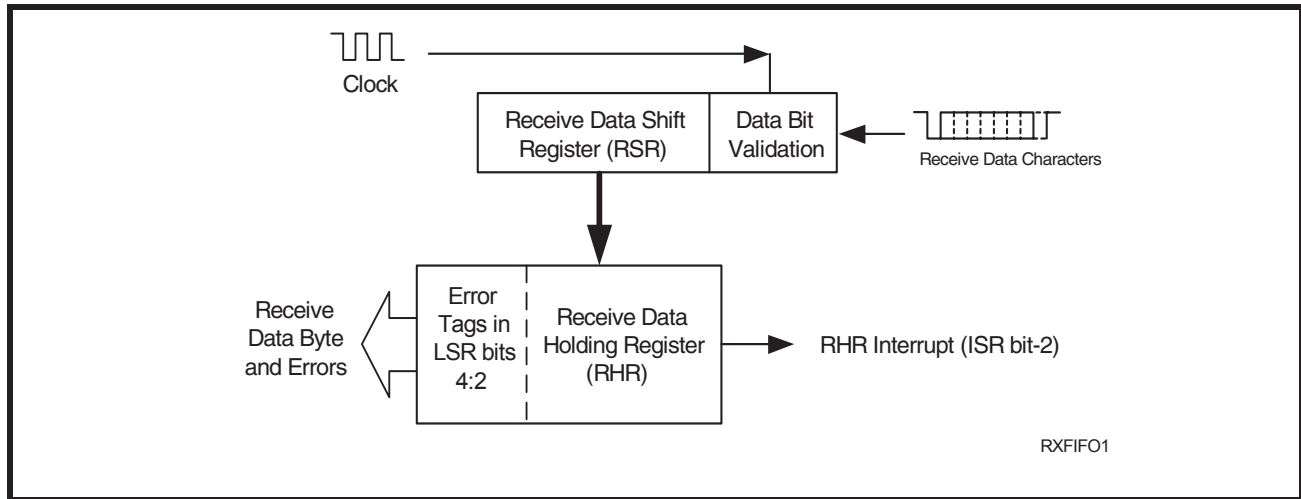 Clock
Receive Data Shift
Register (RSR)
Data Bit
Validation
Receive Data Characters
Receive
Data Byte
and Errors
Error
Tags in
LSR bits
4:2
Receive Data
Holding Register
(RHR)
RHR Interrupt (ISR bit-2)
RXFIFO1